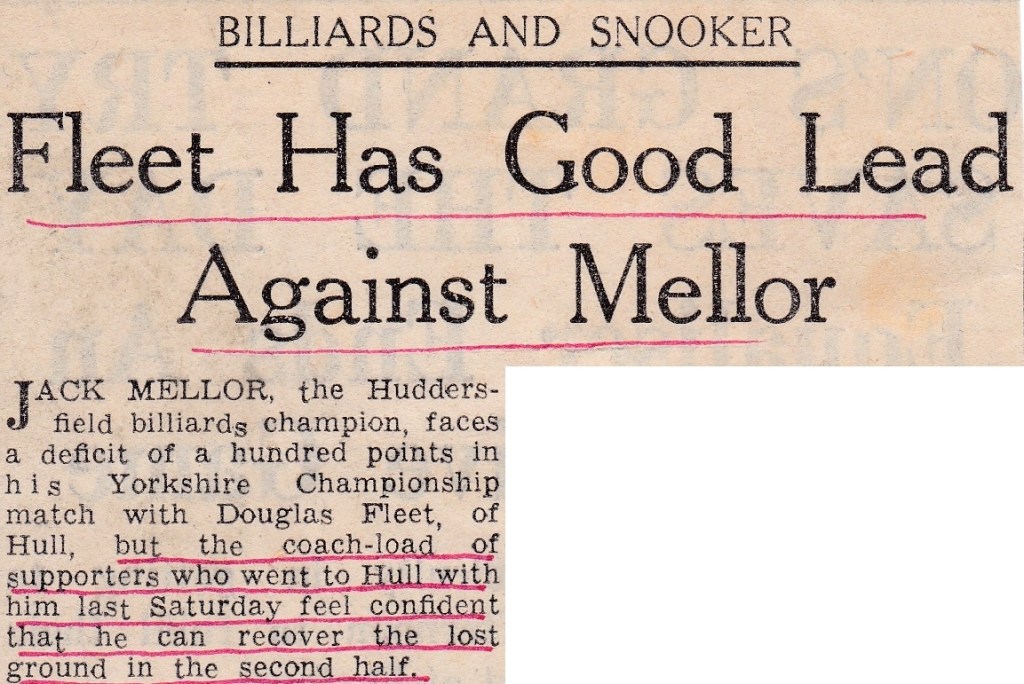 BILLIARDS AND SNOOKER
Fleet Has Good Lead
Against Mellor
JACK MELLOR, the Hudders-
field billiards champion, faces
a deficit of a hundred points in
his Yorkshire Championship
match with Douglas Fleet, of
Hull, but the coach-load of
supporters who went to Hull with
him last Saturday feel confident
that he can recover the lost
ground in the second half.